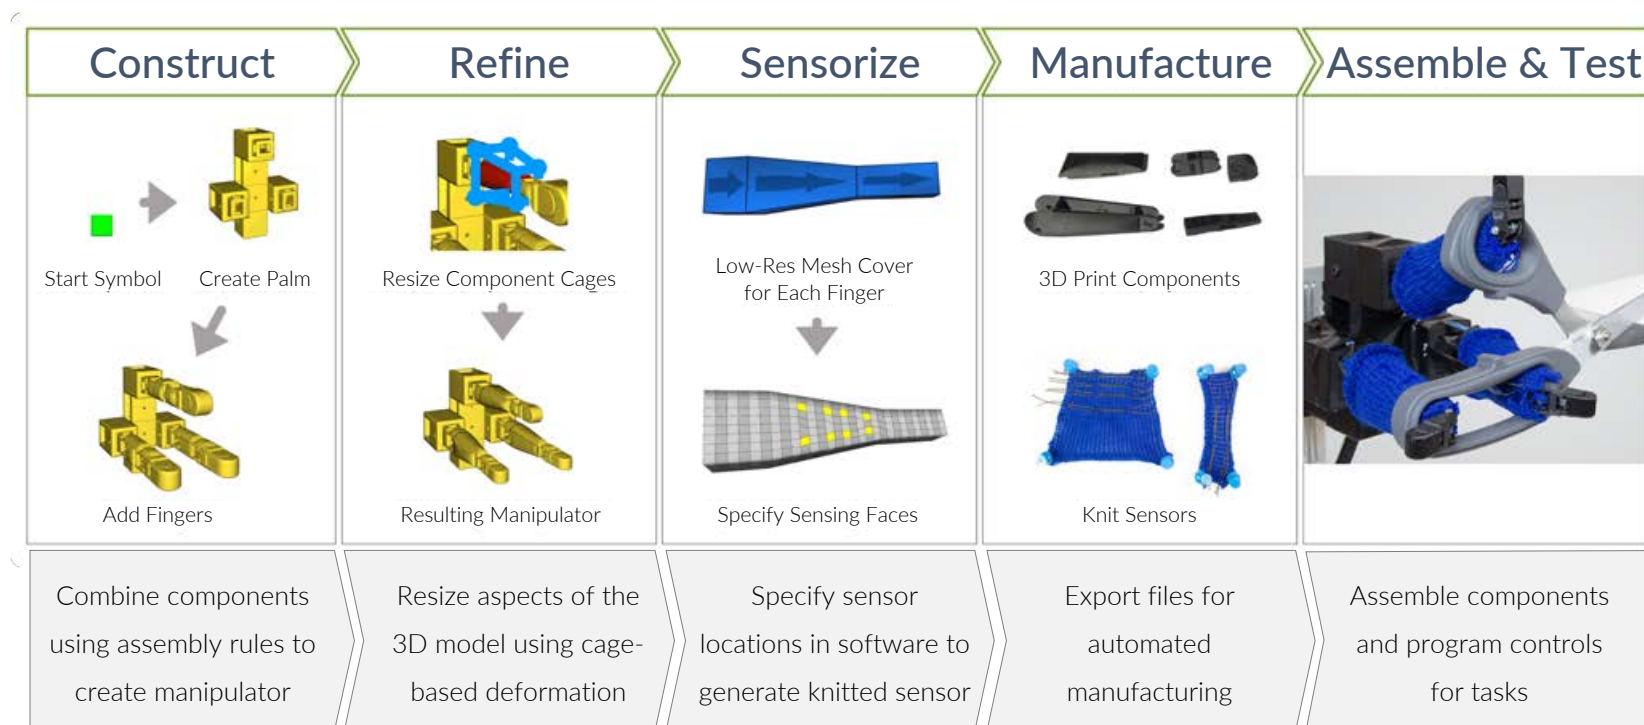 Construct
Refine
Sensorize
Manufacture
Assemble & Test
Start Symbol
Create Palm
Add Fingers
Resize Component Cages
Resulting Manipulator
Low-Res Mesh Cover
for Each Finger
Specify Sensing Faces
3D Print Components
Knit Sensors
Combine components
using assembly rules to
create manipulator
Resize aspects of the
3D model using cage-
based deformation
Specify sensor
locations in software to
generate knitted sensor
Export files for
automated
manufacturing
Assemble components
and program controls
for tasks